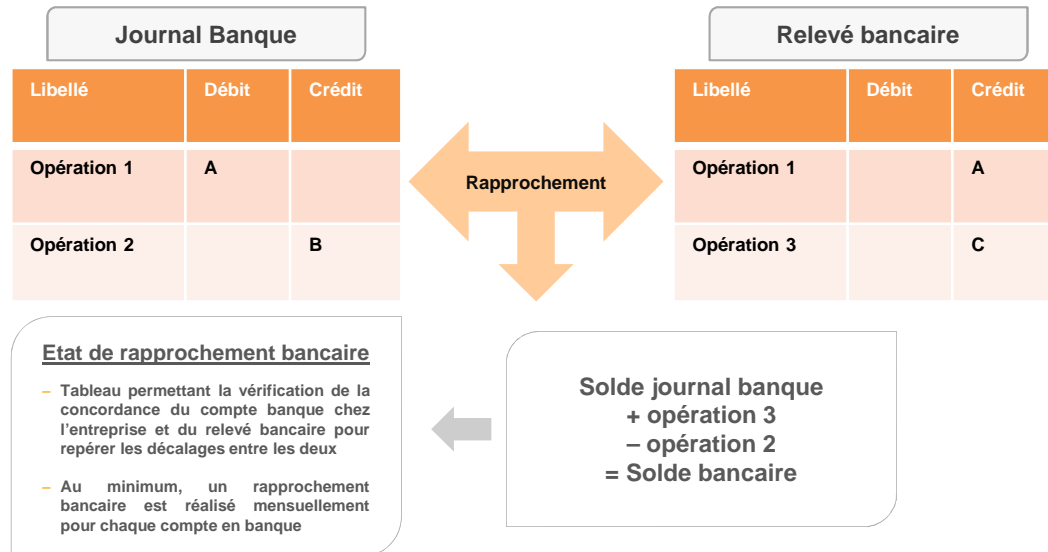 Journal Banque
Relevé bancaire
Libellé Débit Crédit
Opération 1 A
Opération 2 B
Rapprochement
Libellé Débit Crédit
Opération 1 A
Opération 3 C
Etat de rapprochement bancaire
– Tableau permettant la vérification de la
concordance du compte banque chez
l'entreprise et du relevé bancaire pour
repérer les décalages entre les deux
– Au minimum, un rapprochement
bancaire est réalisé mensuellement
pour chaque compte en banque
Solde journal banque
+ opération 3
– opération 2
= Solde bancaire